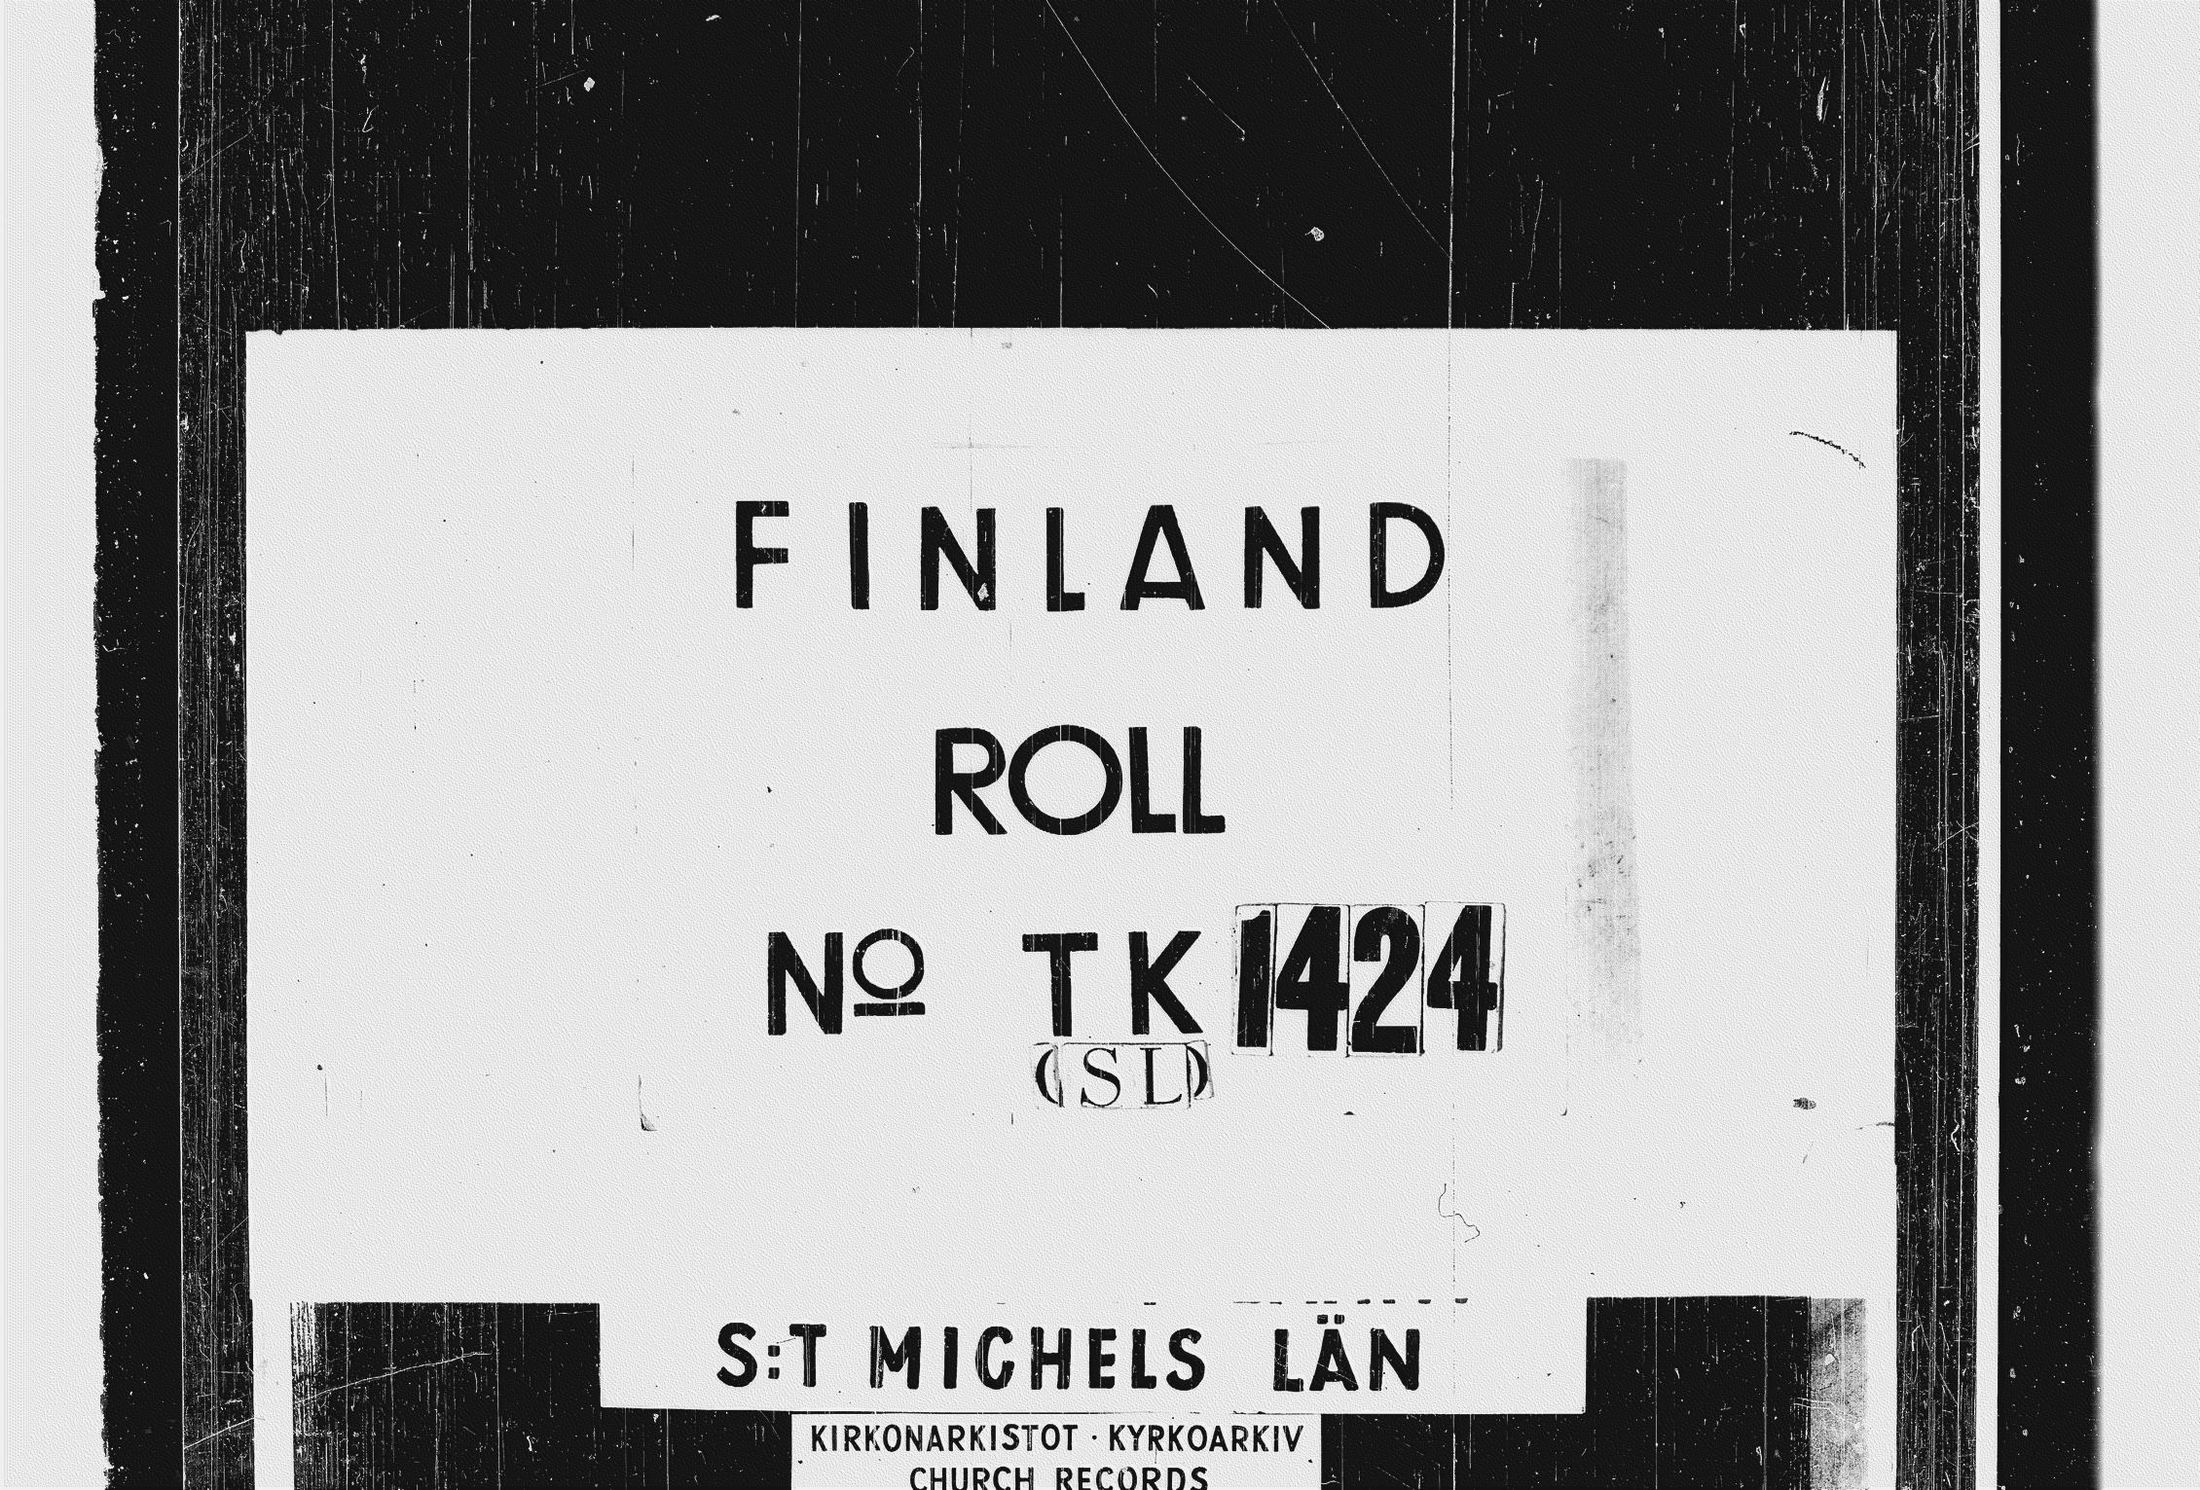 FINLAND
ROLL
Nº TK 1424
(SL)
S:T MICHELS LÄN
KIRKONARKISTOT · KYRKOARKIV
CHURCH RECORDS